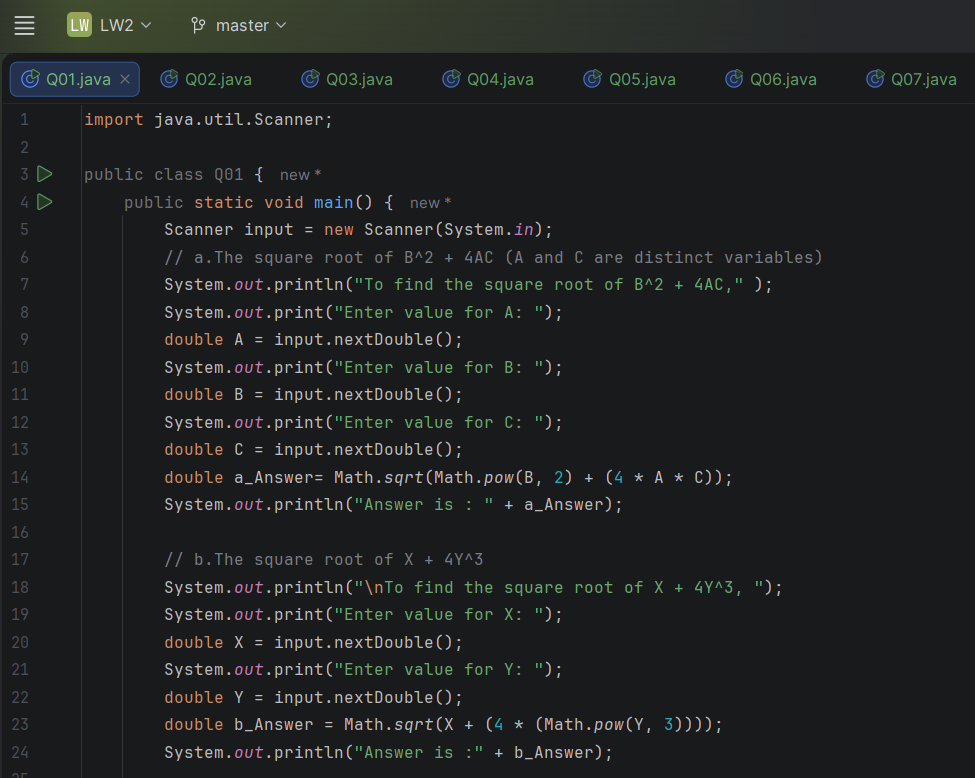 LW LW2 master
Q01.java Q02.java Q03.java Q04.java Q05.java Q06.java Q07.java
1 import java.util.Scanner;
2
3 public class Q01 { new *
4 public static void main() { new *
5 Scanner input = new Scanner(System.in);
6 // a.The square root of B^2 + 4AC (A and C are distinct variables)
7 System.out.println("To find the square root of B^2 + 4AC," );
8 System.out.print("Enter value for A: ");
9 double A = input.nextDouble();
10 System.out.print("Enter value for B: ");
11 double B = input.nextDouble();
12 System.out.print("Enter value for C: ");
13 double C = input.nextDouble();
14 double a_Answer= Math.sqrt(Math.pow(B, 2) + (4 * A * C));
15 System.out.println("Answer is : " + a_Answer);
16
17 // b.The square root of X + 4Y^3
18 System.out.println("\nTo find the square root of X + 4Y^3, ");
19 System.out.print("Enter value for X: ");
20 double X = input.nextDouble();
21 System.out.print("Enter value for Y: ");
22 double Y = input.nextDouble();
23 double b_Answer = Math.sqrt(X + (4 * (Math.pow(Y, 3))));
24 System.out.println("Answer is :" + b_Answer);